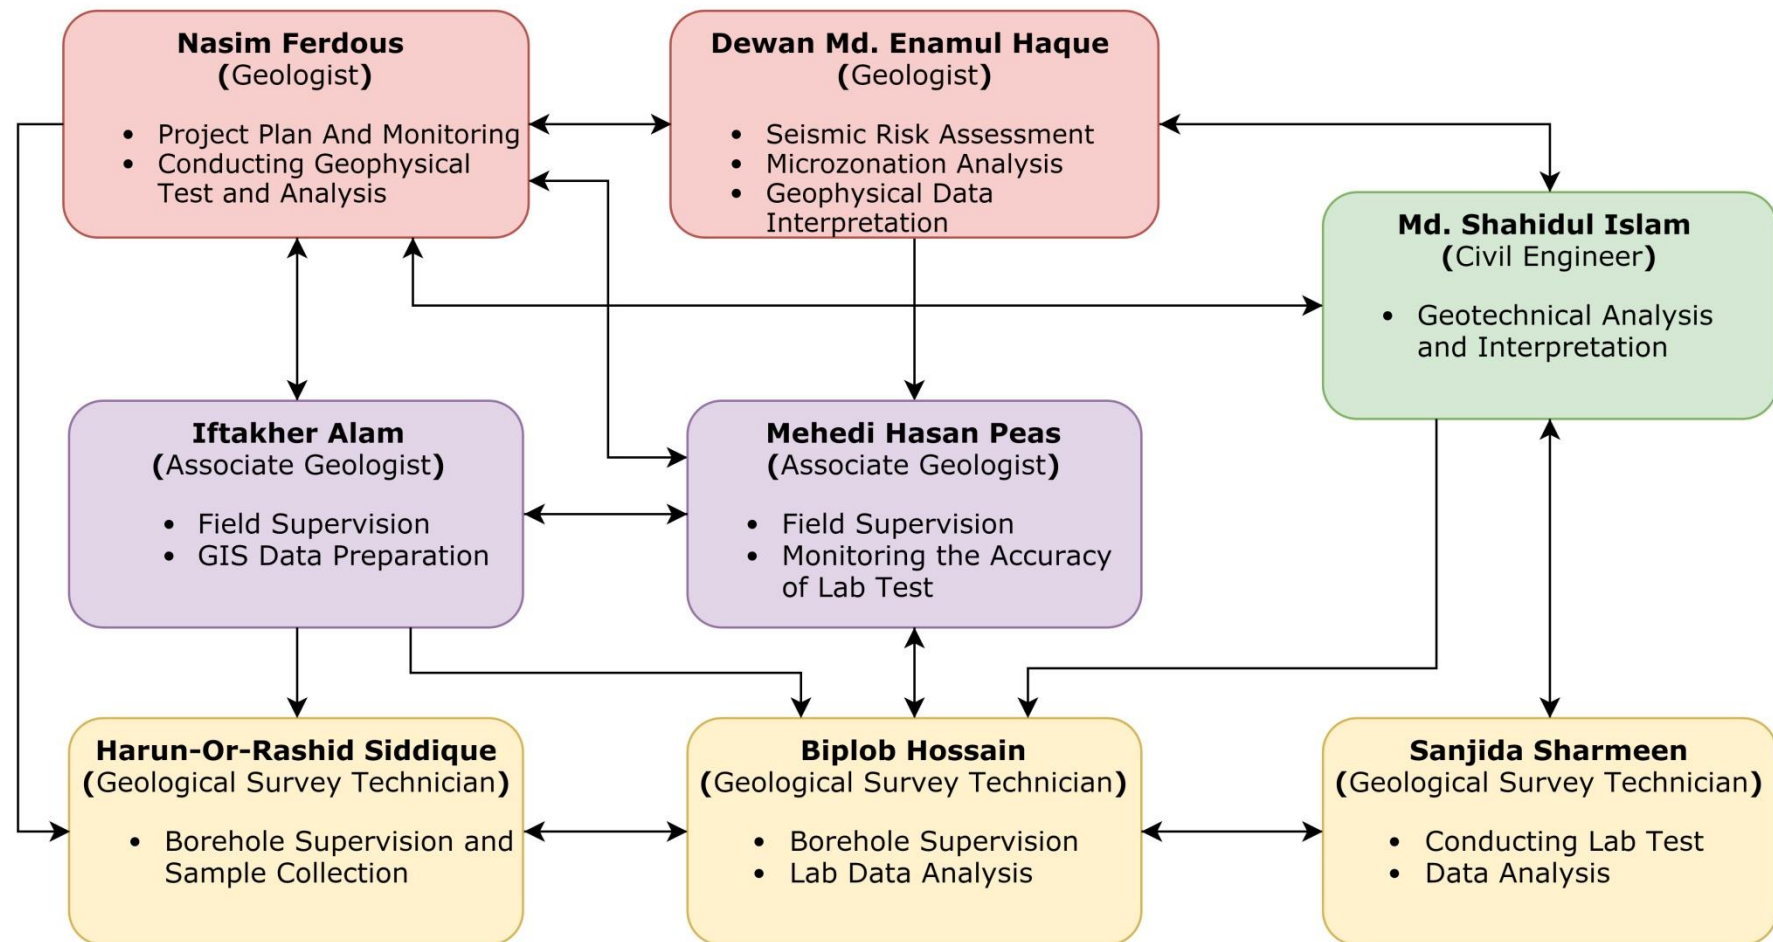 Nasim Ferdous
(Geologist)
• Project Plan And Monitoring
• Conducting Geophysical
Test and Analysis
Dewan Md. Enamul Haque
(Geologist)
• Seismic Risk Assessment
• Microzonation Analysis
• Geophysical Data
Interpretation
Md. Shahidul Islam
(Civil Engineer)
• Geotechnical Analysis
and Interpretation
Iftakher Alam
(Associate Geologist)
• Field Supervision
• GIS Data Preparation
Mehedi Hasan Peas
(Associate Geologist)
• Field Supervision
• Monitoring the Accuracy
of Lab Test
Harun-Or-Rashid Siddique
(Geological Survey Technician)
• Borehole Supervision and
Sample Collection
Biplob Hossain
(Geological Survey Technician)
• Borehole Supervision
• Lab Data Analysis
Sanjida Sharmeen
(Geological Survey Technician)
• Conducting Lab Test
• Data Analysis